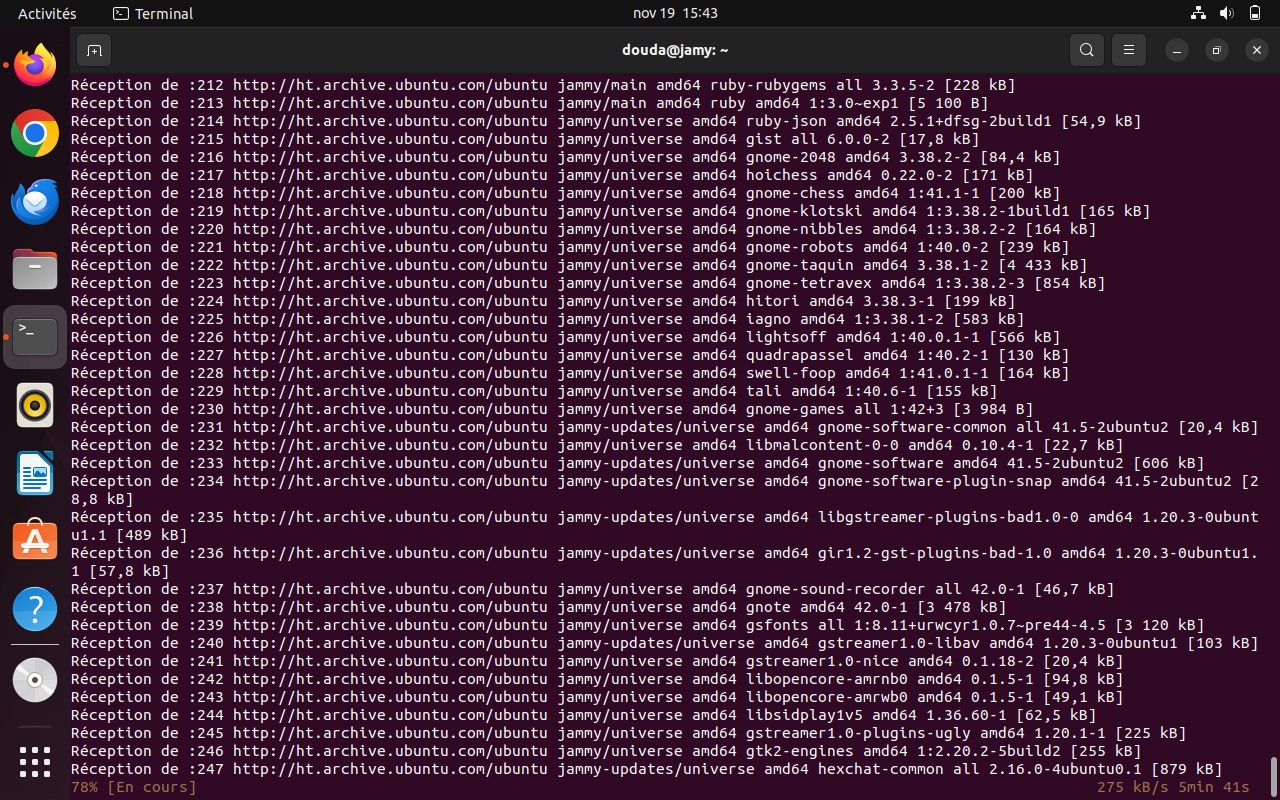 Activités
Terminal
nov 19 15:43
douda@jamy: ~
Réception de :212 http://ht.archive.ubuntu.com/ubuntu jammy/main amd64 ruby-rubygems all 3.3.5-2 [228 kB]
Réception de :213 http://ht.archive.ubuntu.com/ubuntu jammy/main amd64 ruby amd64 1:3.0~exp1 [5 100 B]
Réception de :214 http://ht.archive.ubuntu.com/ubuntu jammy/universe amd64 ruby-json amd64 2.5.1+dfsg-2build1 [54,9 kB]
Réception de :215 http://ht.archive.ubuntu.com/ubuntu jammy/universe amd64 gist all 6.0.0-2 [17,8 kB]
Réception de :216 http://ht.archive.ubuntu.com/ubuntu jammy/universe amd64 gnome-2048 amd64 3.38.2-2 [84,4 kB]
Réception de :217 http://ht.archive.ubuntu.com/ubuntu jammy/universe amd64 hoichess amd64 0.22.0-2 [171 kB]
Réception de :218 http://ht.archive.ubuntu.com/ubuntu jammy/universe amd64 gnome-chess amd64 1:41.1-1 [200 kB]
Réception de :219 http://ht.archive.ubuntu.com/ubuntu jammy/universe amd64 gnome-klotski amd64 1:3.38.2-1build1 [165 kB]
Réception de :220 http://ht.archive.ubuntu.com/ubuntu jammy/universe amd64 gnome-nibbles amd64 1:3.38.2-2 [164 kB]
Réception de :221 http://ht.archive.ubuntu.com/ubuntu jammy/universe amd64 gnome-robots amd64 1:40.0-2 [239 kB]
Réception de :222 http://ht.archive.ubuntu.com/ubuntu jammy/universe amd64 gnome-taquin amd64 3.38.1-2 [4 433 kB]
Réception de :223 http://ht.archive.ubuntu.com/ubuntu jammy/universe amd64 gnome-tetravex amd64 1:3.38.2-3 [854 kB]
Réception de :224 http://ht.archive.ubuntu.com/ubuntu jammy/universe amd64 hitori amd64 3.38.3-1 [199 kB]
Réception de :225 http://ht.archive.ubuntu.com/ubuntu jammy/universe amd64 iagno amd64 1:3.38.1-2 [583 kB]
Réception de :226 http://ht.archive.ubuntu.com/ubuntu jammy/universe amd64 lightsoff amd64 1:40.0.1-1 [566 kB]
Réception de :227 http://ht.archive.ubuntu.com/ubuntu jammy/universe amd64 quadrapassel amd64 1:40.2-1 [130 kB]
Réception de :228 http://ht.archive.ubuntu.com/ubuntu jammy/universe amd64 swell-foop amd64 1:41.0.1-1 [164 kB]
Réception de :229 http://ht.archive.ubuntu.com/ubuntu jammy/universe amd64 tali amd64 1:40.6-1 [155 kB]
Réception de :230 http://ht.archive.ubuntu.com/ubuntu jammy/universe amd64 gnome-games all 1:42+3 [3 984 B]
Réception de :231 http://ht.archive.ubuntu.com/ubuntu jammy-updates/universe amd64 gnome-software-common all 41.5-2ubuntu2 [20,4 kB]
Réception de :232 http://ht.archive.ubuntu.com/ubuntu jammy/universe amd64 libmalcontent-0-0 amd64 0.10.4-1 [22,7 kB]
Réception de :233 http://ht.archive.ubuntu.com/ubuntu jammy-updates/universe amd64 gnome-software amd64 41.5-2ubuntu2 [606 kB]
Réception de :234 http://ht.archive.ubuntu.com/ubuntu jammy-updates/universe amd64 gnome-software-plugin-snap amd64 41.5-2ubuntu2 [2
8,8 kB]
Réception de :235 http://ht.archive.ubuntu.com/ubuntu jammy-updates/universe amd64 libgstreamer-plugins-bad1.0-0 amd64 1.20.3-0ubunt
u1.1 [489 kB]
Réception de :236 http://ht.archive.ubuntu.com/ubuntu jammy-updates/universe amd64 gir1.2-gst-plugins-bad-1.0 amd64 1.20.3-0ubuntu1.
1 [57,8 kB]
Réception de :237 http://ht.archive.ubuntu.com/ubuntu jammy/universe amd64 gnome-sound-recorder all 42.0-1 [46,7 kB]
Réception de :238 http://ht.archive.ubuntu.com/ubuntu jammy/universe amd64 gnote amd64 42.0-1 [3 478 kB]
Réception de :239 http://ht.archive.ubuntu.com/ubuntu jammy/universe amd64 gsfonts all 1:8.11+urwcyr1.0.7~pre44-4.5 [3 120 kB]
Réception de :240 http://ht.archive.ubuntu.com/ubuntu jammy-updates/universe amd64 gstreamer1.0-libav amd64 1.20.3-0ubuntu1 [103 kB]
Réception de :241 http://ht.archive.ubuntu.com/ubuntu jammy/universe amd64 gstreamer1.0-nice amd64 0.1.18-2 [20,4 kB]
Réception de :242 http://ht.archive.ubuntu.com/ubuntu jammy/universe amd64 libopencore-amrnb0 amd64 0.1.5-1 [94,8 kB]
Réception de :243 http://ht.archive.ubuntu.com/ubuntu jammy/universe amd64 libopencore-amrwb0 amd64 0.1.5-1 [49,1 kB]
Réception de :244 http://ht.archive.ubuntu.com/ubuntu jammy/universe amd64 libsidplay1v5 amd64 1.36.60-1 [62,5 kB]
Réception de :245 http://ht.archive.ubuntu.com/ubuntu jammy/universe amd64 gstreamer1.0-plugins-ugly amd64 1.20.1-1 [225 kB]
Réception de :246 http://ht.archive.ubuntu.com/ubuntu jammy/universe amd64 gtk2-engines amd64 1:2.20.2-5build2 [255 kB]
Réception de :247 http://ht.archive.ubuntu.com/ubuntu jammy-updates/universe amd64 hexchat-common all 2.16.0-4ubuntu0.1 [879 kB]
78% [En cours] 275 kB/s 5min 41s